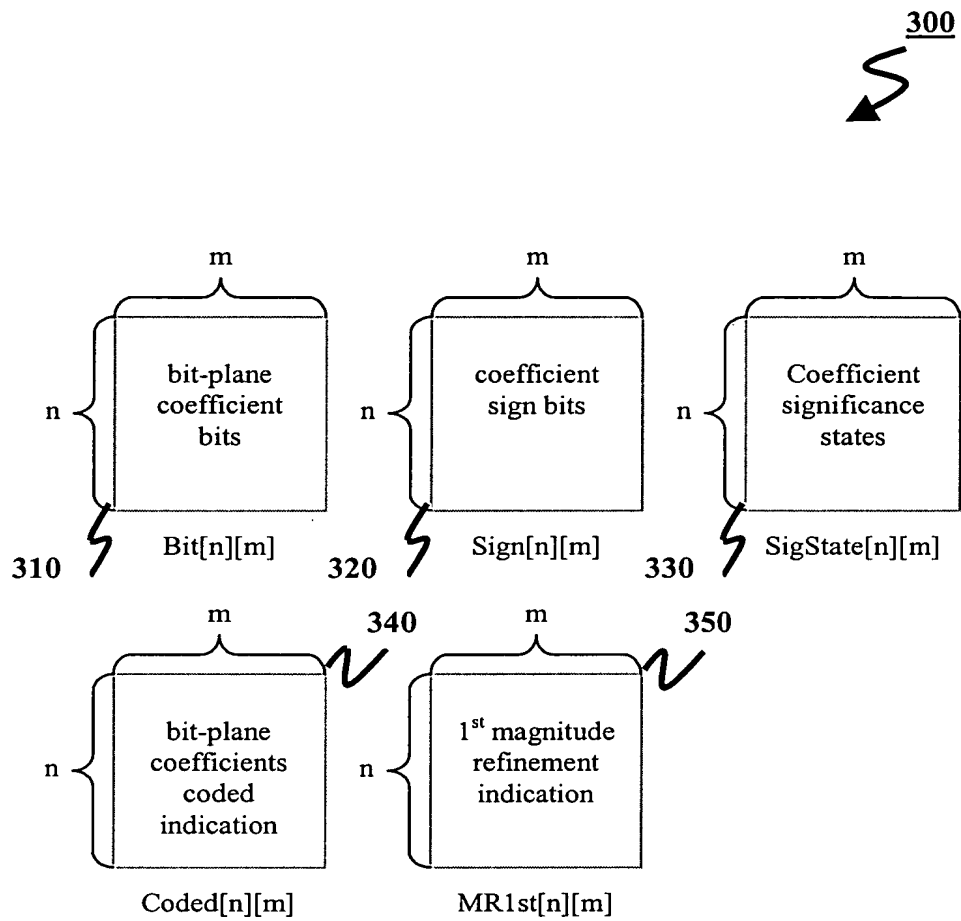 300
m m m
n bit-plane
coefficient
bits
n coefficient
sign bits
n Coefficient
significance
states
Bit[n][m] Sign[n][m] SigState[n][m]
310 320 330
m 340 m 350
n bit-plane
coefficients
coded
indication
n 1st magnitude
refinement
indication
Coded[n][m] MR1st[n][m]